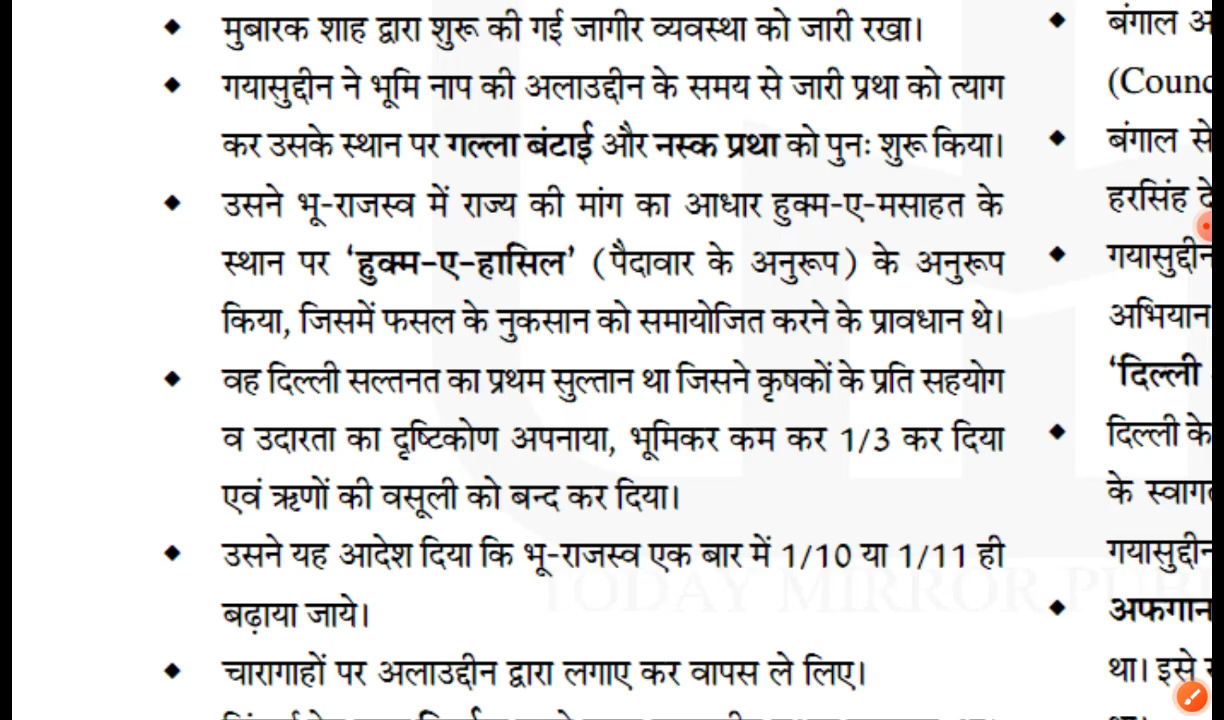 मुबारक शाह द्वारा शुरू की गई जागीर व्यवस्था को जारी रखा।
गयासुद्दीन ने भूमि नाप की अलाउद्दीन के समय से जारी प्रथा को त्याग
कर उसके स्थान पर गल्ला बंटाई और नस्क प्रथा को पुनः शुरू किया।
उसने भू-राजस्व में राज्य की मांग का आधार हुक्म-ए-मसाहत के
स्थान पर ‘हुक्म-ए-हासिल’ (पैदावार के अनुरूप) के अनुरूप
किया, जिसमें फसल के नुकसान को समायोजित करने के प्रावधान थे।
वह दिल्ली सल्तनत का प्रथम सुल्तान था जिसने कृषकों के प्रति सहयोग
व उदारता का दृष्टिकोण अपनाया, भूमिकर कम कर 1/3 कर दिया
एवं ऋणों की वसूली को बन्द कर दिया।
उसने यह आदेश दिया कि भू-राजस्व एक बार में 1/10 या 1/11 ही
बढ़ाया जाये।
चारागाहों पर अलाउद्दीन द्वारा लगाए कर वापस ले लिए।
बंगाल
(Counc
बंगाल से
हरसिंह
गयासुद्दीन
अभियान
‘दिल्ली
दिल्ली के
के
गयासुद्दीन
अफगान
था। इसे
TODAY MIRROR PU